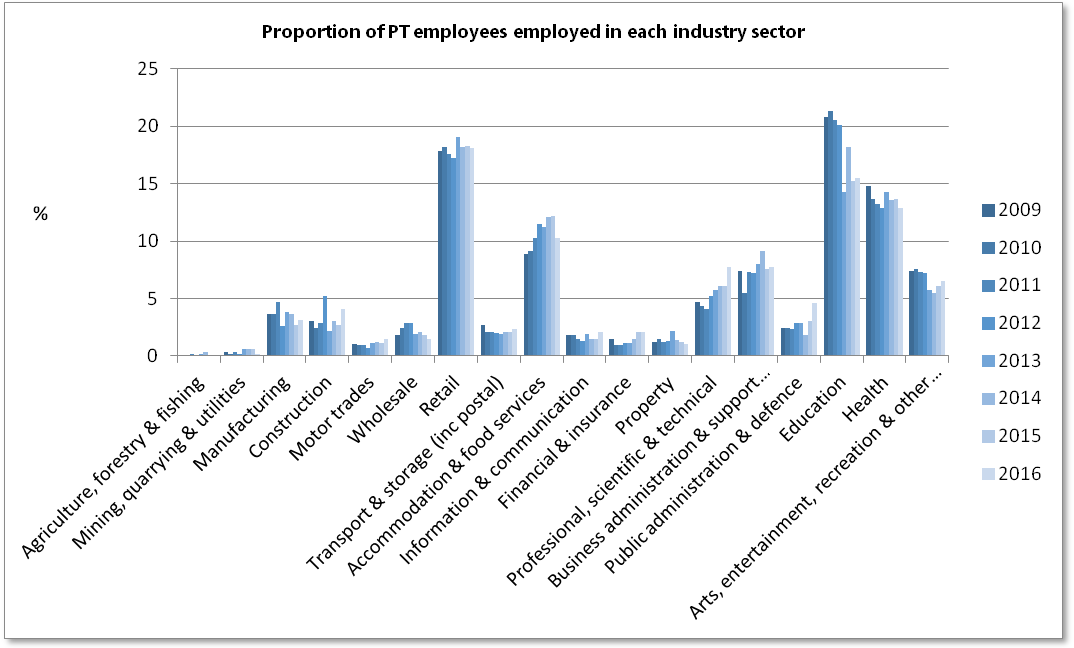 Proportion of PT employees employed in each industry sector
25
20
15
10
5
0
%
Agriculture, forestry & fishing
Mining, quarrying & utilities
Manufacturing
Construction
Motor trades
Wholesale
Retail
Transport & storage (inc postal)
Accommodation & food services
Information & communication
Financial & insurance
Property
Professional, scientific & technical
Business administration & support...
Public administration & defence
Education
Health
Arts, entertainment, recreation & other...
2009
2010
2011
2012
2013
2014
2015
2016